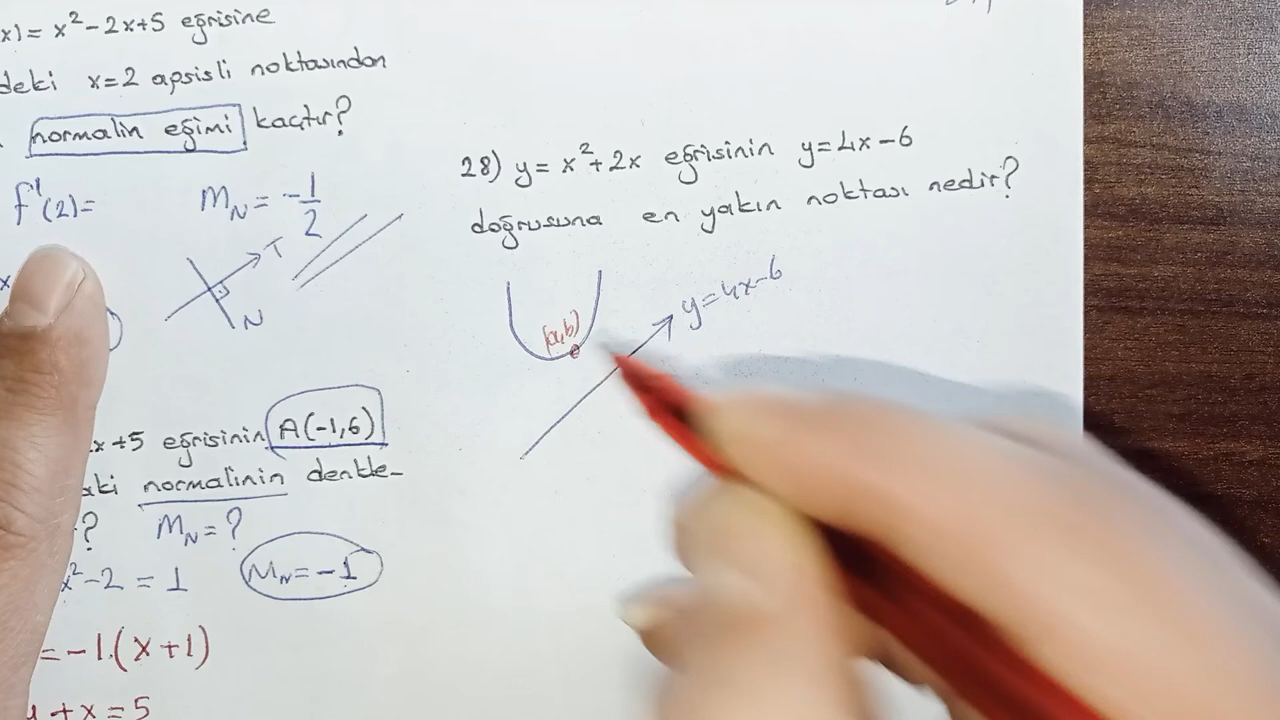 x) = x²-2x+5 eğrisine
deki x=2 apsisli noktasından
normalin eğimi kaçtır?
f'(2)=
m_N = -1/2
T
N
x+5 eğrisinin A(-1,6)
normalinin denkle-
? M_N = ?
x²-2 = 1
M_N = -1
= -1.(x+1)
+x = 5
28) y = x²+2x eğrisinin y=4x-6
doğrusuna en yakın noktası nedir?
(a,b)
y=4x-6